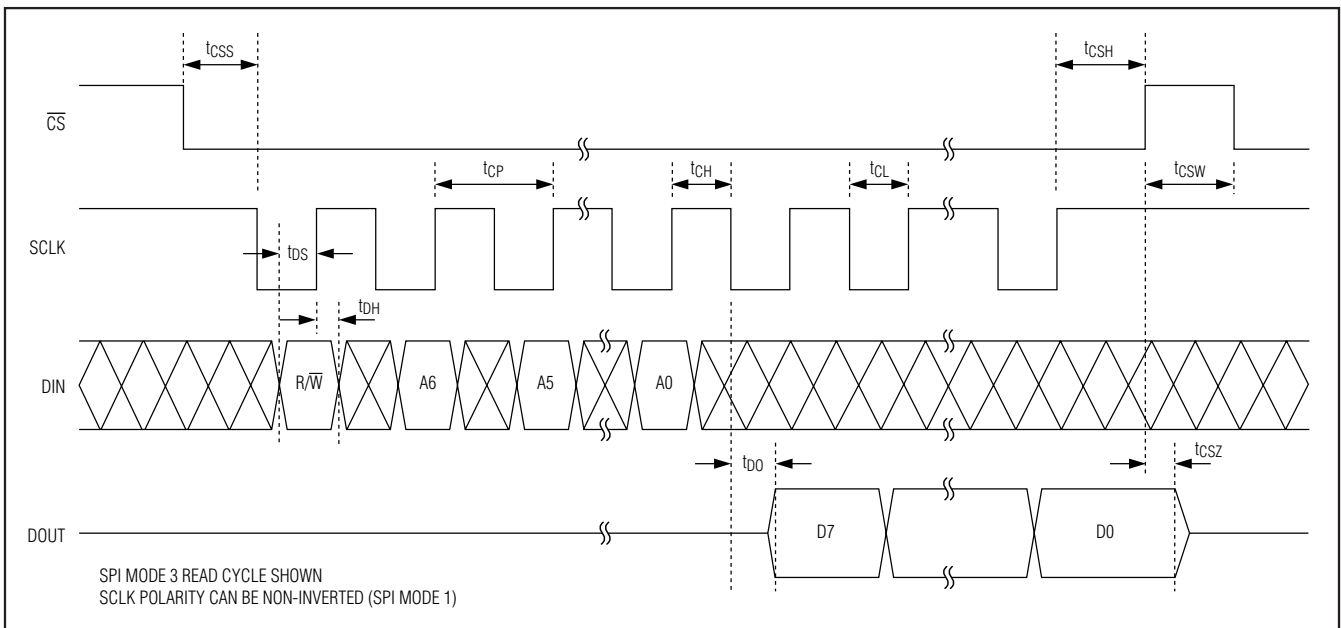 tCSS
tCSH
C̅S̅
tCP
tCH
tCL
tCSW
SCLK
tDS
tDH
DIN
R/W̅
A6
A5
A0
tDO
tCSZ
DOUT
D7
D0
SPI MODE 3 READ CYCLE SHOWN
SCLK POLARITY CAN BE NON-INVERTED (SPI MODE 1)